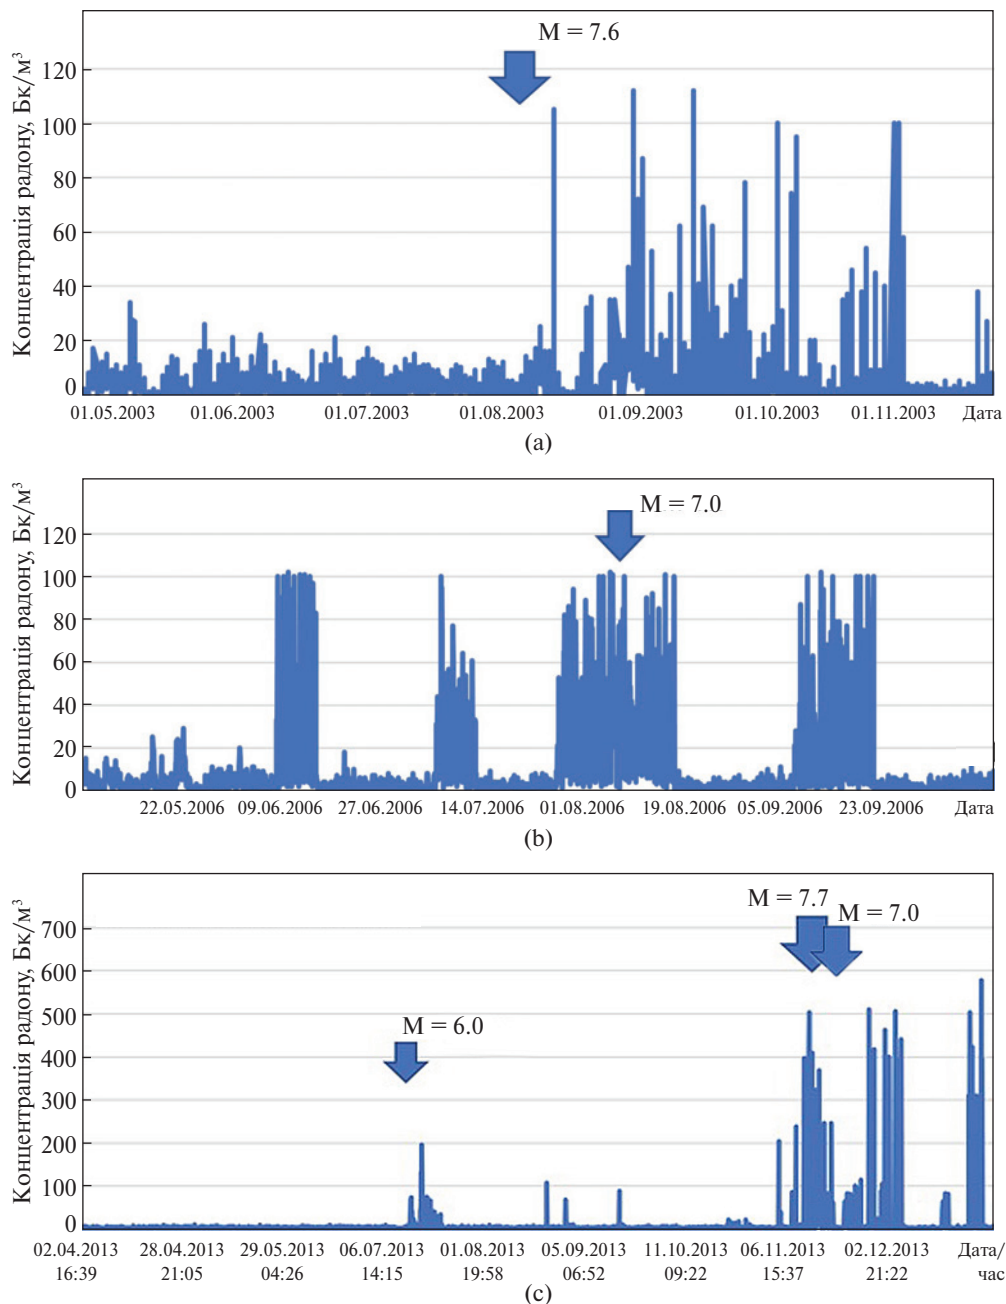 M = 7.6
Концентрація радону, Бк/м³
120
100
80
60
40
20
0
01.05.2003 01.06.2003 01.07.2003 01.08.2003 01.09.2003 01.10.2003 01.11.2003 Дата
(a)
M = 7.0
Концентрація радону, Бк/м³
120
100
80
60
40
20
0
22.05.2006 09.06.2006 27.06.2006 14.07.2006 01.08.2006 19.08.2006 05.09.2006 23.09.2006 Дата
(b)
M = 7.7
M = 7.0
M = 6.0
Концентрація радону, Бк/м³
700
600
500
400
300
200
100
0
02.04.2013 28.04.2013 29.05.2013 06.07.2013 01.08.2013 05.09.2013 11.10.2013 06.11.2013 02.12.2013 Дата/
16:39 21:05 04:26 14:15 19:58 06:52 09:22 15:37 21:22 час
(c)